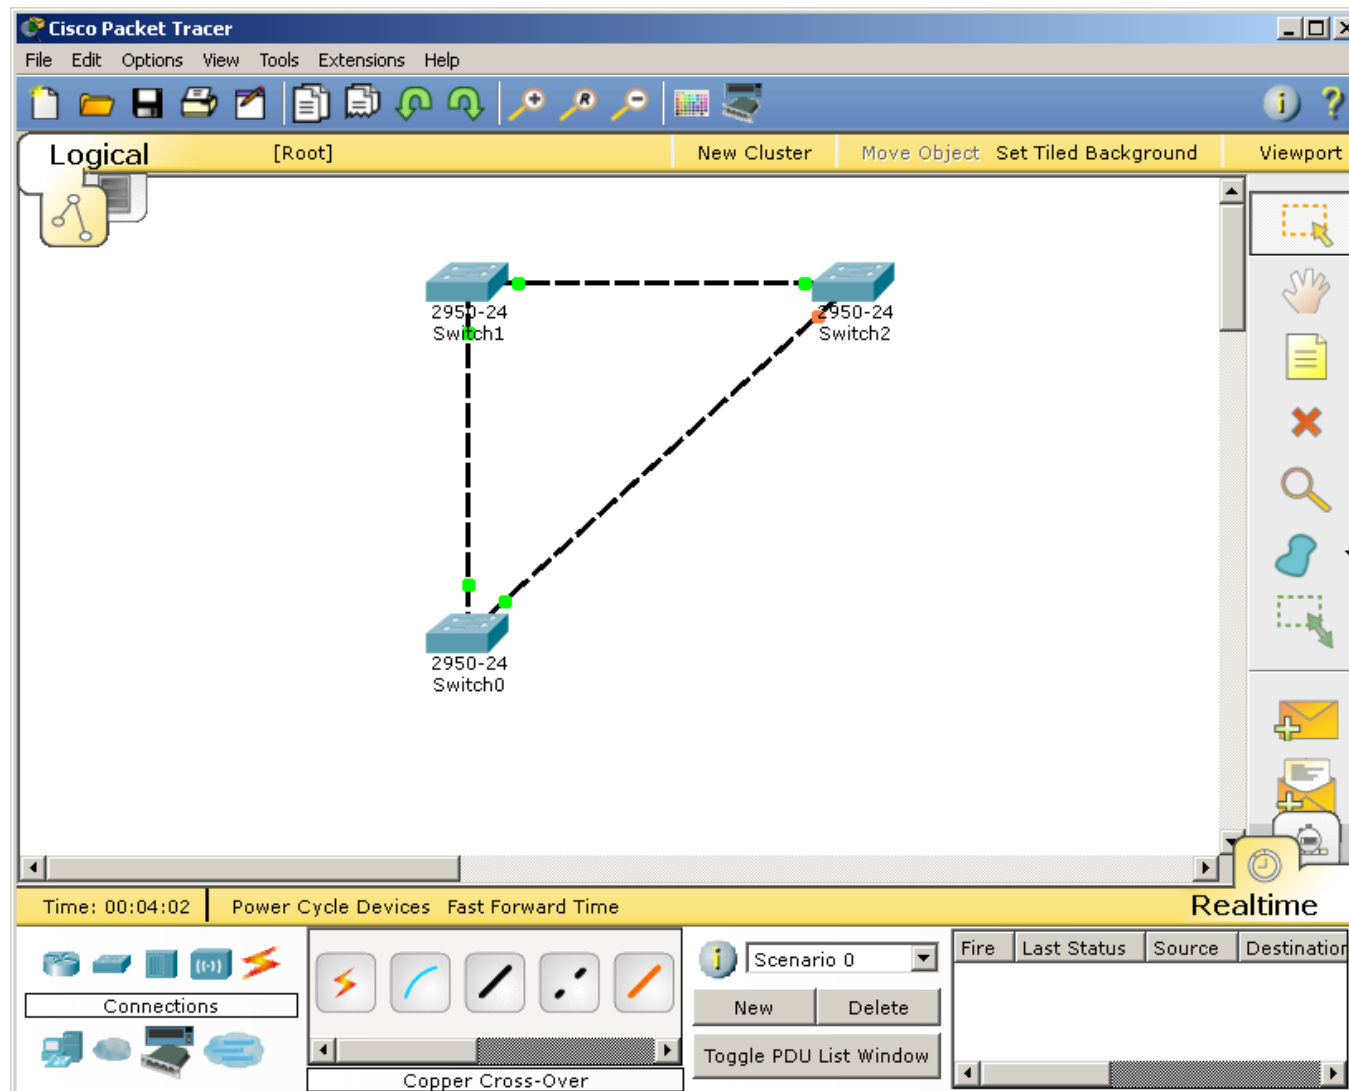 Cisco Packet Tracer
File Edit Options View Tools Extensions Help
R
i ?
Logical [Root] New Cluster Move Object Set Tiled Background Viewport
2950-24
Switch1
2950-24
Switch2
2950-24
Switch0
Time: 00:04:02 Power Cycle Devices Fast Forward Time Realtime
Connections
Copper Cross-Over
i Scenario 0
New Delete
Toggle PDU List Window
Fire Last Status Source Destination